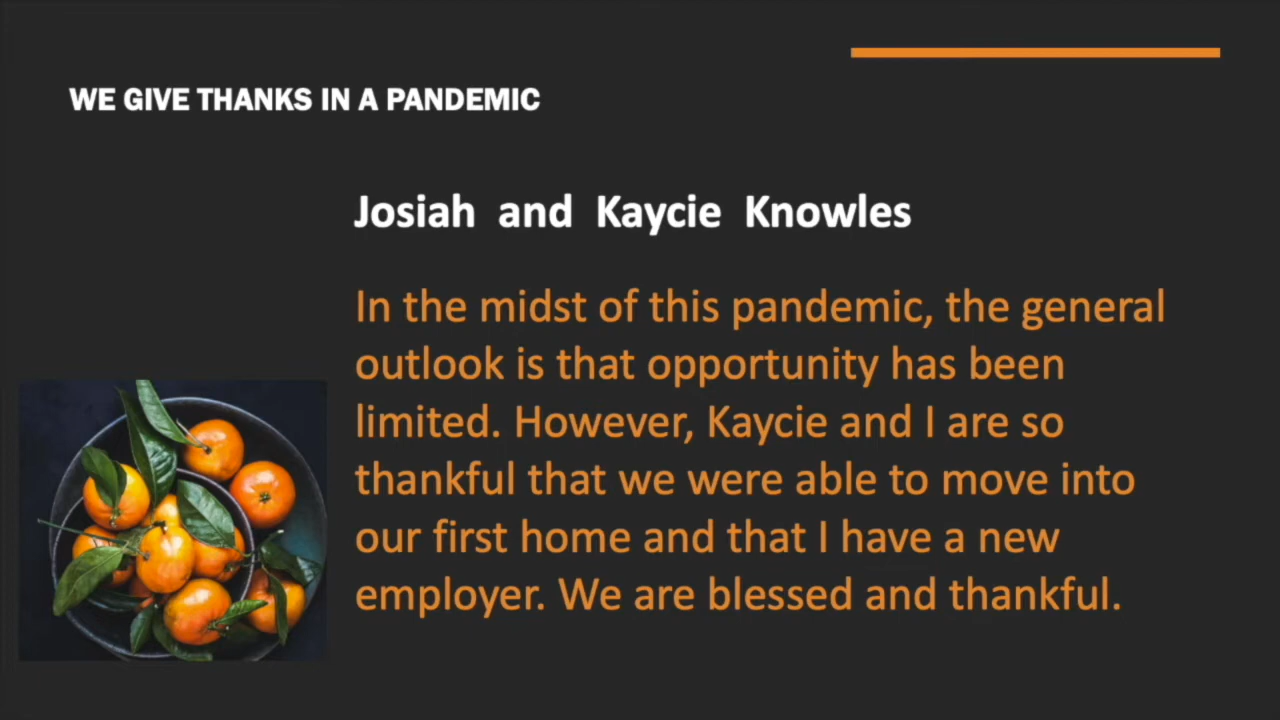 WE GIVE THANKS IN A PANDEMIC
Josiah and Kaycie Knowles
In the midst of this pandemic, the general
outlook is that opportunity has been
limited. However, Kaycie and I are so
thankful that we were able to move into
our first home and that I have a new
employer. We are blessed and thankful.